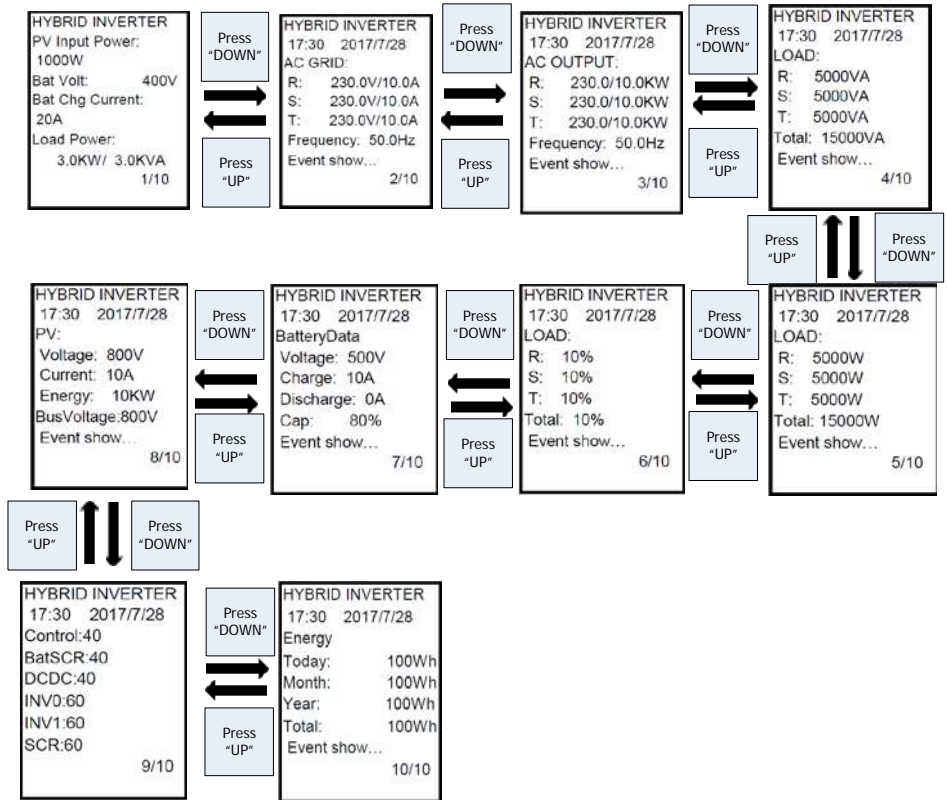 HYBRID INVERTER
PV Input Power:
1000W
Bat Volt: 400V
Bat Chg Current:
20A
Load Power:
3.0KW/ 3.0KVA
1/10
Press
"DOWN"
Press
"UP"
HYBRID INVERTER
17:30 2017/7/28
AC GRID:
R: 230.0V/10.0A
S: 230.0V/10.0A
T: 230.0V/10.0A
Frequency: 50.0Hz
Event show...
2/10
Press
"DOWN"
Press
"UP"
HYBRID INVERTER
17:30 2017/7/28
AC OUTPUT:
R: 230.0/10.0KW
S: 230.0/10.0KW
T: 230.0/10.0KW
Frequency: 50.0Hz
Event show...
3/10
Press
"DOWN"
Press
"UP"
HYBRID INVERTER
17:30 2017/7/28
LOAD:
R: 5000VA
S: 5000VA
T: 5000VA
Total: 15000VA
Event show...
4/10
Press
"UP"
Press
"DOWN"
HYBRID INVERTER
17:30 2017/7/28
PV:
Voltage: 800V
Current: 10A
Energy: 10KW
BusVoltage:800V
Event show...
8/10
Press
"DOWN"
Press
"UP"
HYBRID INVERTER
17:30 2017/7/28
BatteryData
Voltage: 500V
Charge: 10A
Discharge: 0A
Cap: 80%
Event show...
7/10
Press
"DOWN"
Press
"UP"
HYBRID INVERTER
17:30 2017/7/28
LOAD:
R: 10%
S: 10%
T: 10%
Total: 10%
Event show...
6/10
Press
"DOWN"
Press
"UP"
HYBRID INVERTER
17:30 2017/7/28
LOAD:
R: 5000W
S: 5000W
T: 5000W
Total: 15000W
Event show...
5/10
Press
"UP"
Press
"DOWN"
HYBRID INVERTER
17:30 2017/7/28
Control:40
BatSCR:40
DCDC:40
INV0:60
INV1:60
SCR:60
9/10
Press
"DOWN"
Press
"UP"
HYBRID INVERTER
17:30 2017/7/28
Energy
Today: 100Wh
Month: 100Wh
Year: 100Wh
Total: 100Wh
Event show...
10/10